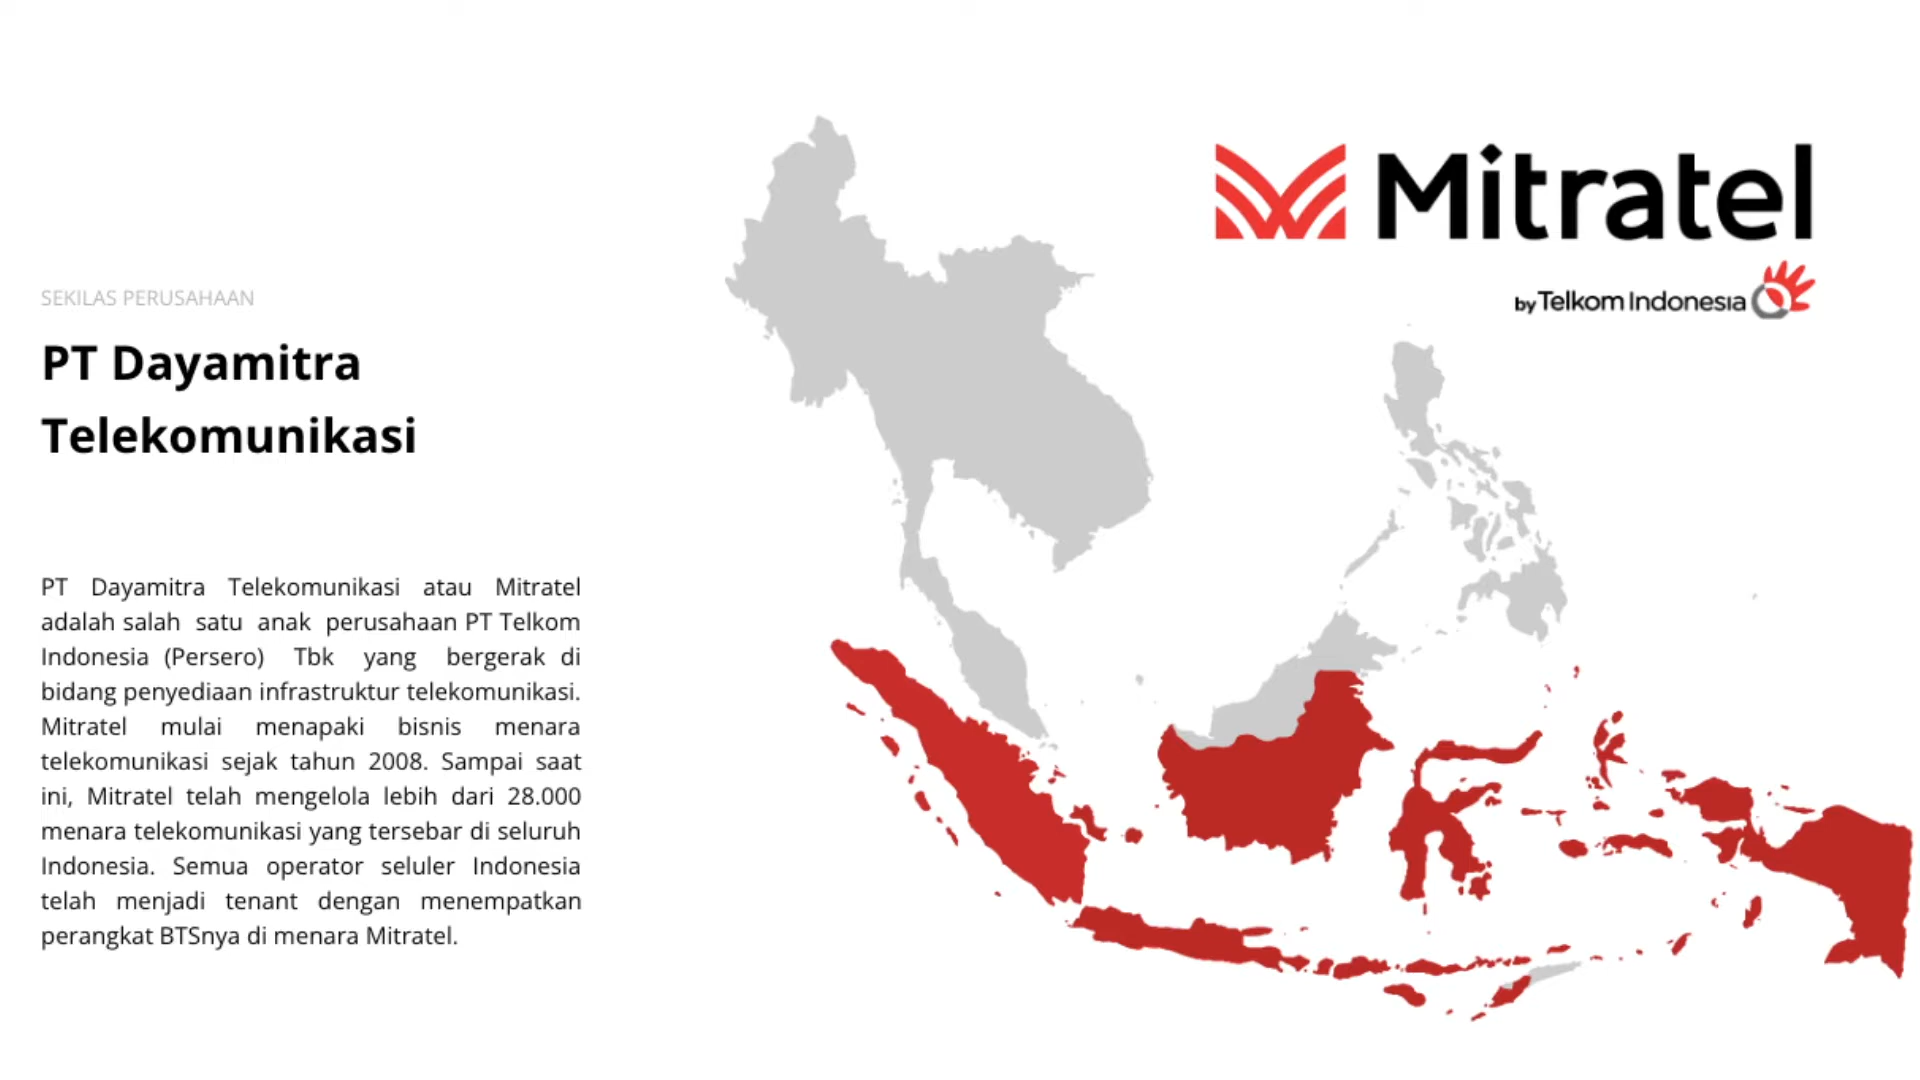 Mitratel
by Telkom Indonesia
SEKILAS PERUSAHAAN
PT Dayamitra
Telekomunikasi
PT Dayamitra Telekomunikasi atau Mitratel
adalah salah satu anak perusahaan PT Telkom
Indonesia (Persero) Tbk yang bergerak di
bidang penyediaan infrastruktur telekomunikasi.
Mitratel mulai menapaki bisnis menara
telekomunikasi sejak tahun 2008. Sampai saat
ini, Mitratel telah mengelola lebih dari 28.000
menara telekomunikasi yang tersebar di seluruh
Indonesia. Semua operator seluler Indonesia
telah menjadi tenant dengan menempatkan
perangkat BTSnya di menara Mitratel.